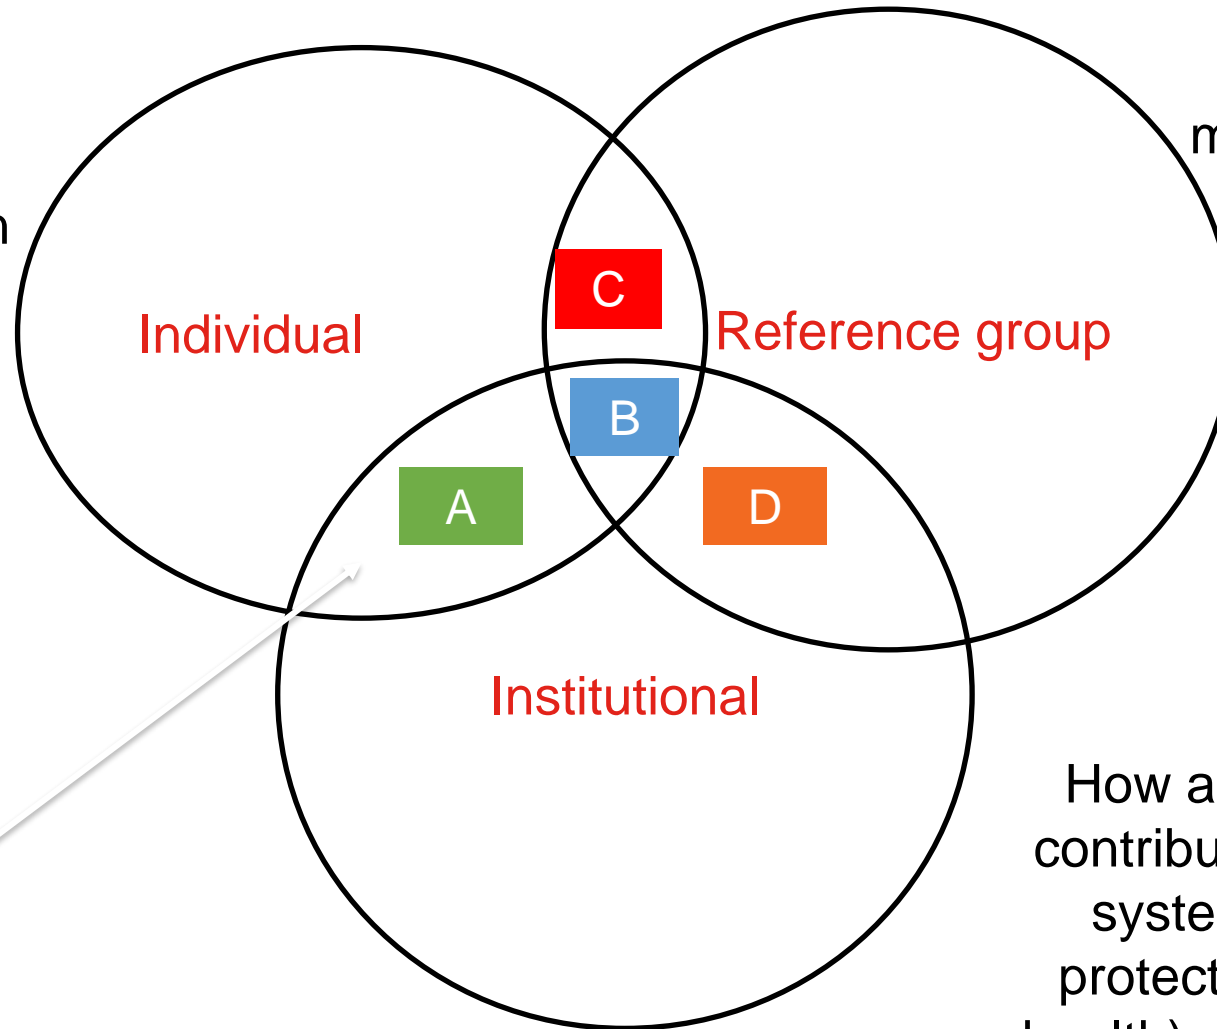 m
n
C
Individual
Reference group
B
A
D
Institutional
How a
contribu
syste
protect